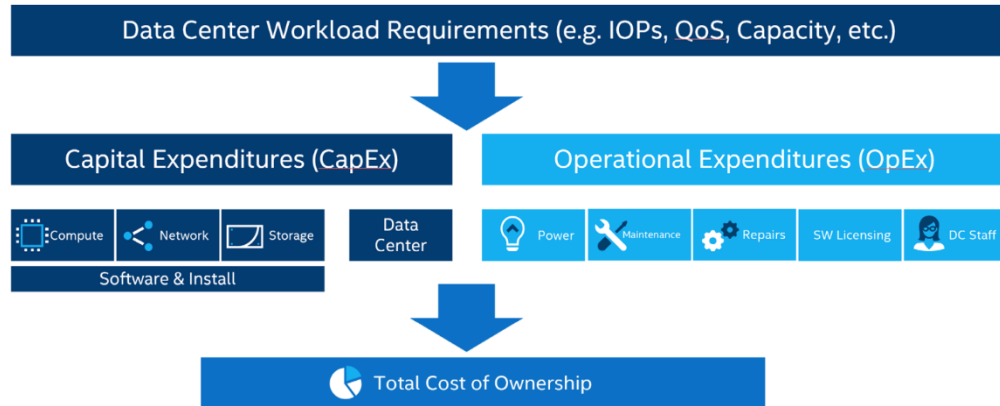 Data Center Workload Requirements (e.g. IOPs, QoS, Capacity, etc.)
Capital Expenditures (CapEx)
Operational Expenditures (OpEx)
Compute
Network
Storage
Data
Center
Power
Maintenance
Repairs
SW Licensing
DC Staff
Software & Install
Total Cost of Ownership